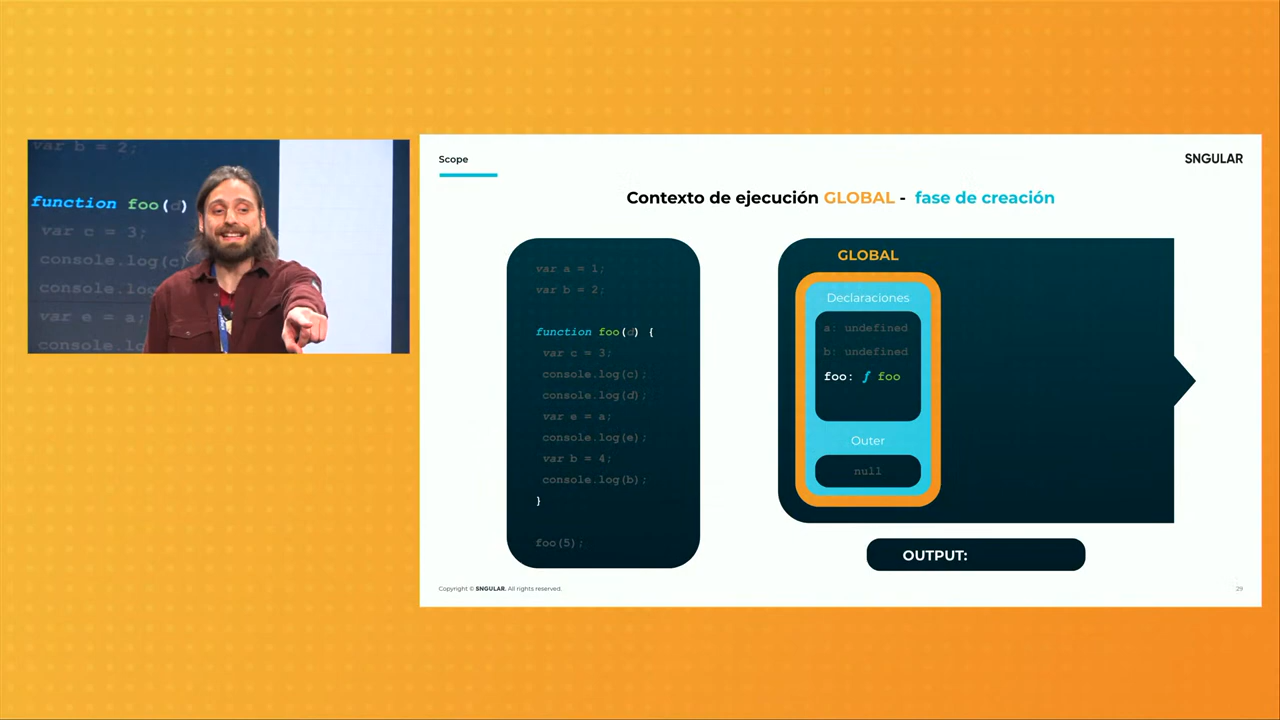 var b = 2;
function foo(d)
var c = 3;
console.log(c)
console.log
var e = a;
console.log
Scope
SNGULAR
Contexto de ejecución GLOBAL - fase de creación
var a = 1;
var b = 2;
function foo(d) {
var c = 3;
console.log(c);
console.log(d);
var e = a;
console.log(e);
var b = 4;
console.log(b);
}
foo(5);
GLOBAL
Declaraciones
a: undefined
b: undefined
foo: ƒ foo
Outer
null
OUTPUT:
Copyright © SNGULAR. All rights reserved.
29